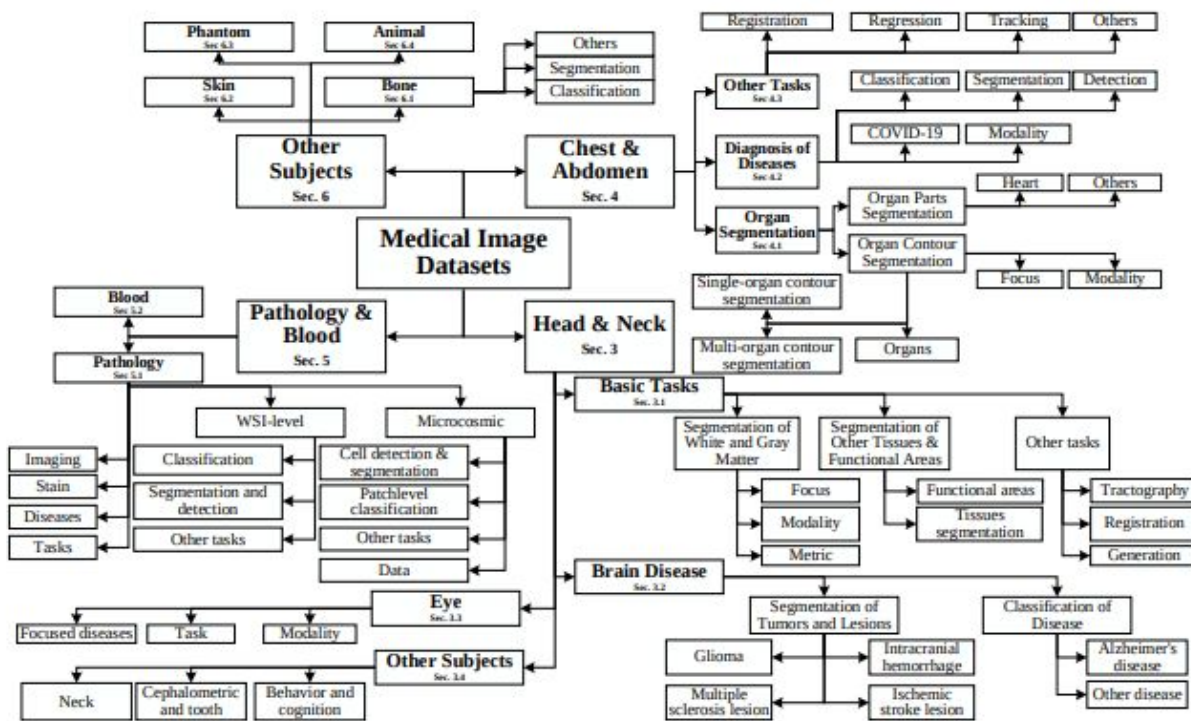 Phantom
Sec 6.3
Animal
Sec 6.4
Skin
Sec 6.2
Bone
Sec 6.1
Others
Segmentation
Classification
Other
Subjects
Sec. 6
Chest &
Abdomen
Sec. 4
Registration
Regression
Tracking
Others
Other Tasks
Sec 4.3
Classification
Segmentation
Detection
COVID-19
Modality
Diagnosis of
Diseases
Sec 4.2
Organ
Segmentation
Sec 4.1
Organ Parts
Segmentation
Heart
Others
Organ Contour
Segmentation
Focus
Modality
Single-organ contour
segmentation
Multi-organ contour
segmentation
Organs
Medical Image
Datasets
Blood
Sec 5.2
Pathology &
Blood
Sec. 5
Pathology
Sec 5.1
Head & Neck
Sec. 3
WSI-level
Microcosmic
Imaging
Stain
Diseases
Tasks
Classification
Segmentation and
detection
Other tasks
Cell detection &
segmentation
Patchlevel
classification
Other tasks
Data
Basic Tasks
Sec. 3.1
Segmentation of
White and Gray
Matter
Segmentation of
Other Tissues &
Functional Areas
Other tasks
Focus
Modality
Metric
Functional areas
Tissues
segmentation
Tractography
Registration
Generation
Brain Disease
Sec. 3.2
Segmentation of
Tumors and Lesions
Classification of
Disease
Glioma
Intracranial
hemorrhage
Multiple
sclerosis lesion
Ischemic
stroke lesion
Alzheimer's
disease
Other disease
Eye
Sec. 3.3
Focused diseases
Task
Modality
Other Subjects
Sec. 3.4
Neck
Cephalometric
and tooth
Behavior and
cognition